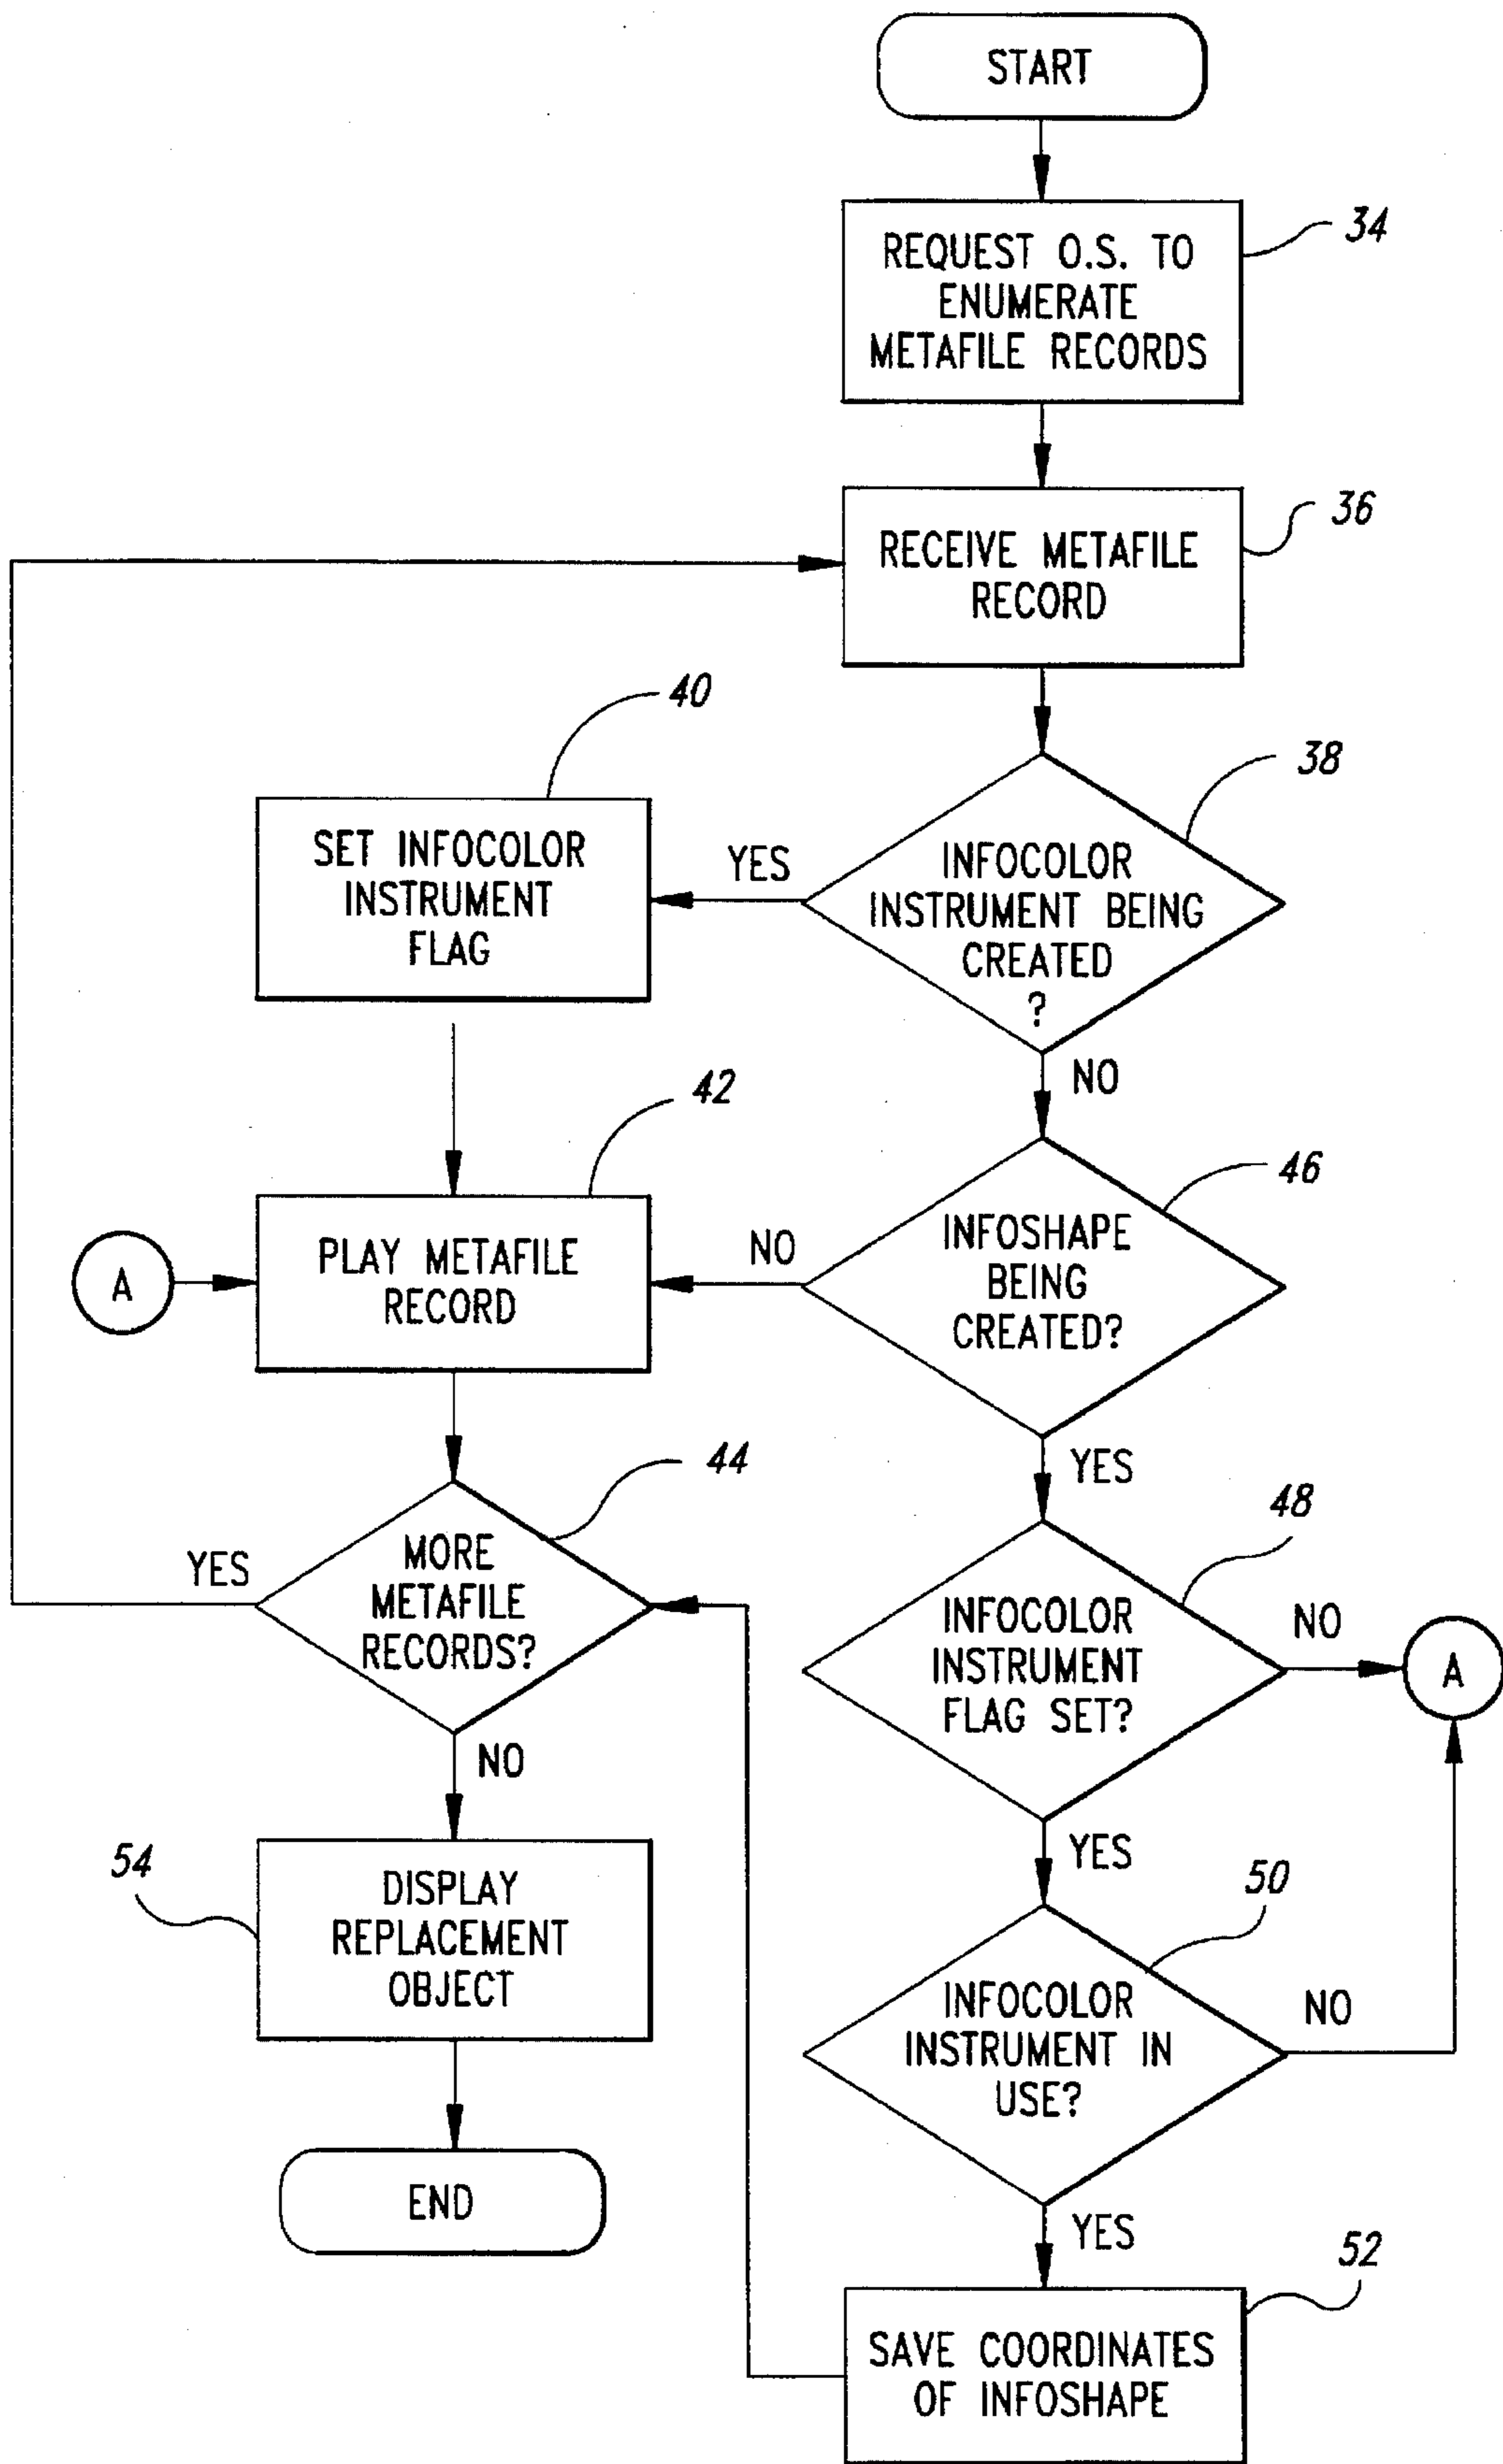 START
34
REQUEST O.S. TO
ENUMERATE
METAFILE RECORDS
36
RECEIVE METAFILE
RECORD
40
38
SET INFOCOLOR
INSTRUMENT
FLAG
YES
INFOCOLOR
INSTRUMENT BEING
CREATED
?
NO
42
46
A
PLAY METAFILE
RECORD
NO
INFOSHAPE
BEING
CREATED?
YES
44
48
YES
MORE
METAFILE
RECORDS?
NO
INFOCOLOR
INSTRUMENT
FLAG SET?
NO
A
YES
54
DISPLAY
REPLACEMENT
OBJECT
50
INFOCOLOR
INSTRUMENT IN
USE?
NO
END
YES
52
SAVE COORDINATES
OF INFOSHAPE